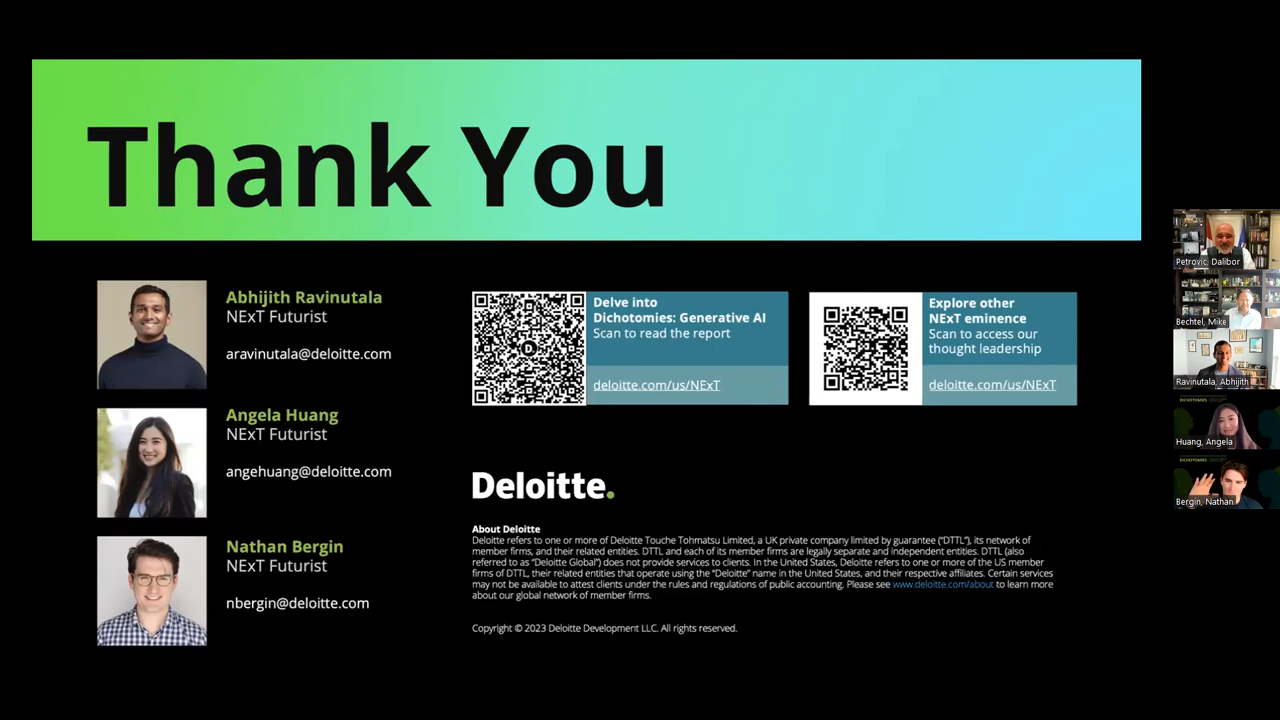 Thank You
Abhijith Ravinutala
NExT Futurist
aravinutala@deloitte.com
Angela Huang
NExT Futurist
angehuang@deloitte.com
Nathan Bergin
NExT Futurist
nbergin@deloitte.com
Delve into
Dichotomies: Generative AI
Scan to read the report
deloitte.com/us/NExT
Explore other
NExT eminence
Scan to access our
thought leadership
deloitte.com/us/NExT
Deloitte.
About Deloitte
Deloitte refers to one or more of Deloitte Touche Tohmatsu Limited, a UK private company limited by guarantee (“DTTL”), its network of
member firms, and their related entities. DTTL and each of its member firms are legally separate and independent entities. DTTL (also
referred to as “Deloitte Global”) does not provide services to clients. In the United States, Deloitte refers to one or more of the US member
firms of DTTL, their related entities that operate using the “Deloitte” name in the United States, and their respective affiliates. Certain services
may not be available to attest clients under the rules and regulations of public accounting. Please see www.deloitte.com/about to learn more
about our global network of member firms.
Copyright © 2023 Deloitte Development LLC. All rights reserved.
Petrovic, Dalibor
Bechtel, Mike
Ravinutala, Abhijith
DICHOTOMIES
Huang, Angela
DICHOTOMIES
Bergin, Nathan